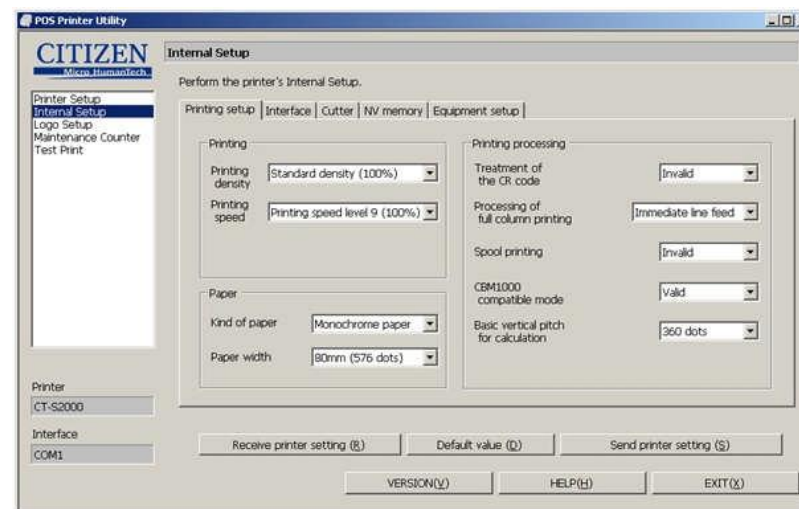 POS Printer Utility
CITIZEN
Micro HumanTech
Internal Setup
Perform the printer's Internal Setup.
Printer Setup
Internal Setup
Logo Setup
Maintenance Counter
Test Print
Printing setup
Interface
Cutter
NV memory
Equipment setup
Printing
Printing density
Standard density (100%)
Printing speed
Printing speed level 9 (100%)
Paper
Kind of paper
Monochrome paper
Paper width
80mm (576 dots)
Printing processing
Treatment of
the CR code
Invalid
Processing of
full column printing
Immediate line feed
Spool printing
Invalid
CBM1000
compatible mode
Valid
Basic vertical pitch
for calculation
360 dots
Printer
CT-S2000
Interface
COM1
Receive printer setting (R)
Default value (D)
Send printer setting (S)
VERSION(V)
HELP(H)
EXIT(X)